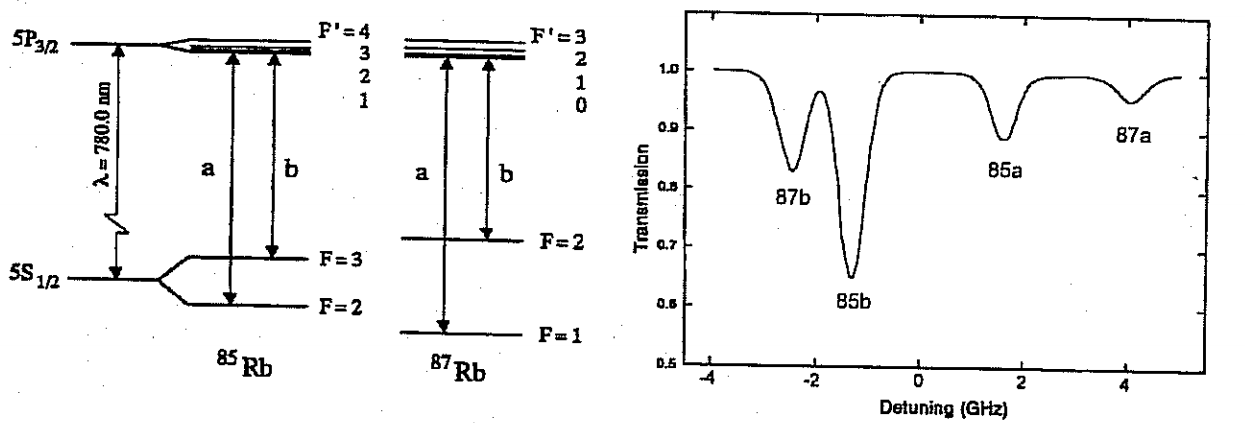 5P3/2
λ = 780.0 nm
5S1/2
F'=4
3
2
1
a
b
F=3
F=2
85Rb
F'=3
2
1
0
a
b
F=2
F=1
87Rb
Transmission
1.0
0.9
0.8
0.7
0.6
0.5
87b
85b
85a
87a
-4
-2
0
2
4
Detuning (GHz)